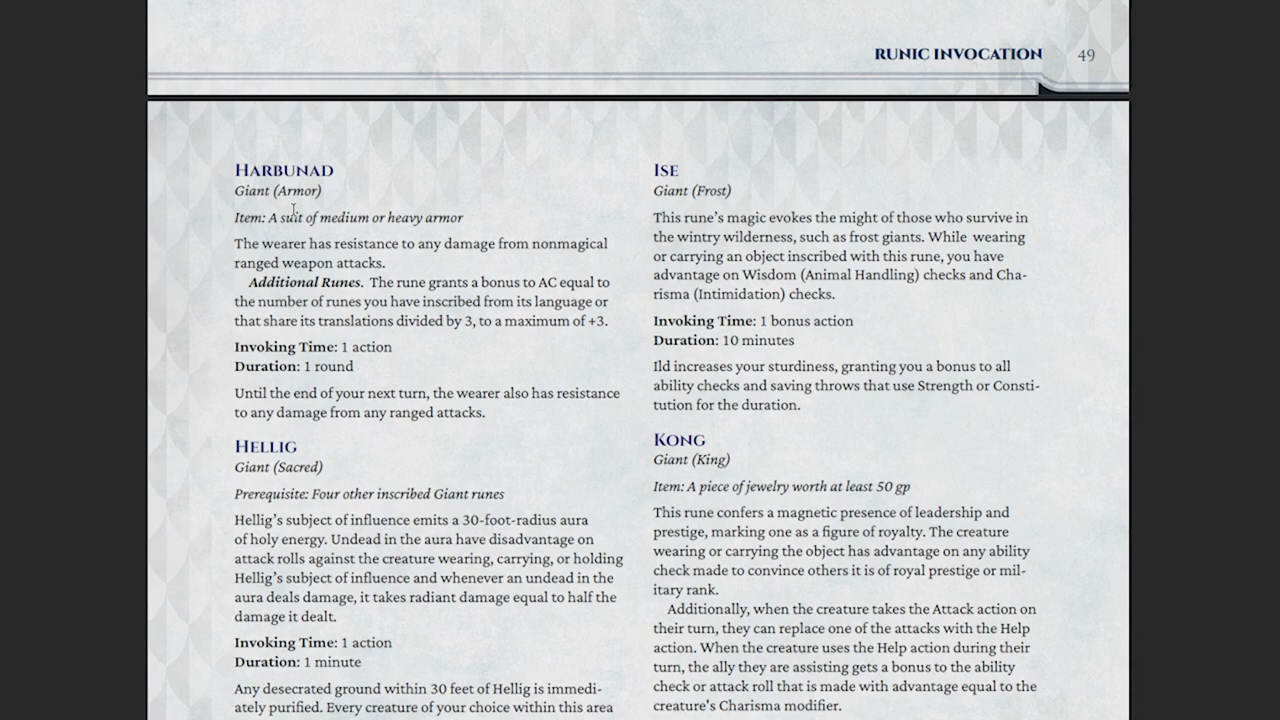 RUNIC INVOCATION 49
HARBUNAD
Giant (Armor)
Item: A suit of medium or heavy armor
The wearer has resistance to any damage from nonmagical
ranged weapon attacks.
Additional Runes. The rune grants a bonus to AC equal to
the number of runes you have inscribed from its language or
that share its translations divided by 3, to a maximum of +3.
Invoking Time: 1 action
Duration: 1 round
Until the end of your next turn, the wearer also has resistance
to any damage from any ranged attacks.
HELLIG
Giant (Sacred)
Prerequisite: Four other inscribed Giant runes
Hellig's subject of influence emits a 30-foot-radius aura
of holy energy. Undead in the aura have disadvantage on
attack rolls against the creature wearing, carrying, or holding
Hellig's subject of influence and whenever an undead in the
aura deals damage, it takes radiant damage equal to half the
damage it dealt.
Invoking Time: 1 action
Duration: 1 minute
Any desecrated ground within 30 feet of Hellig is immedi-
ately purified. Every creature of your choice within this area
ISE
Giant (Frost)
This rune's magic evokes the might of those who survive in
the wintry wilderness, such as frost giants. While wearing
or carrying an object inscribed with this rune, you have
advantage on Wisdom (Animal Handling) checks and Cha-
risma (Intimidation) checks.
Invoking Time: 1 bonus action
Duration: 10 minutes
Ild increases your sturdiness, granting you a bonus to all
ability checks and saving throws that use Strength or Consti-
tution for the duration.
KONG
Giant (King)
Item: A piece of jewelry worth at least 50 gp
This rune confers a magnetic presence of leadership and
prestige, marking one as a figure of royalty. The creature
wearing or carrying the object has advantage on any ability
check made to convince others it is of royal prestige or mil-
itary rank.
Additionally, when the creature takes the Attack action on
their turn, they can replace one of the attacks with the Help
action. When the creature uses the Help action during their
turn, the ally they are assisting gets a bonus to the ability
check or attack roll that is made with advantage equal to the
creature's Charisma modifier.